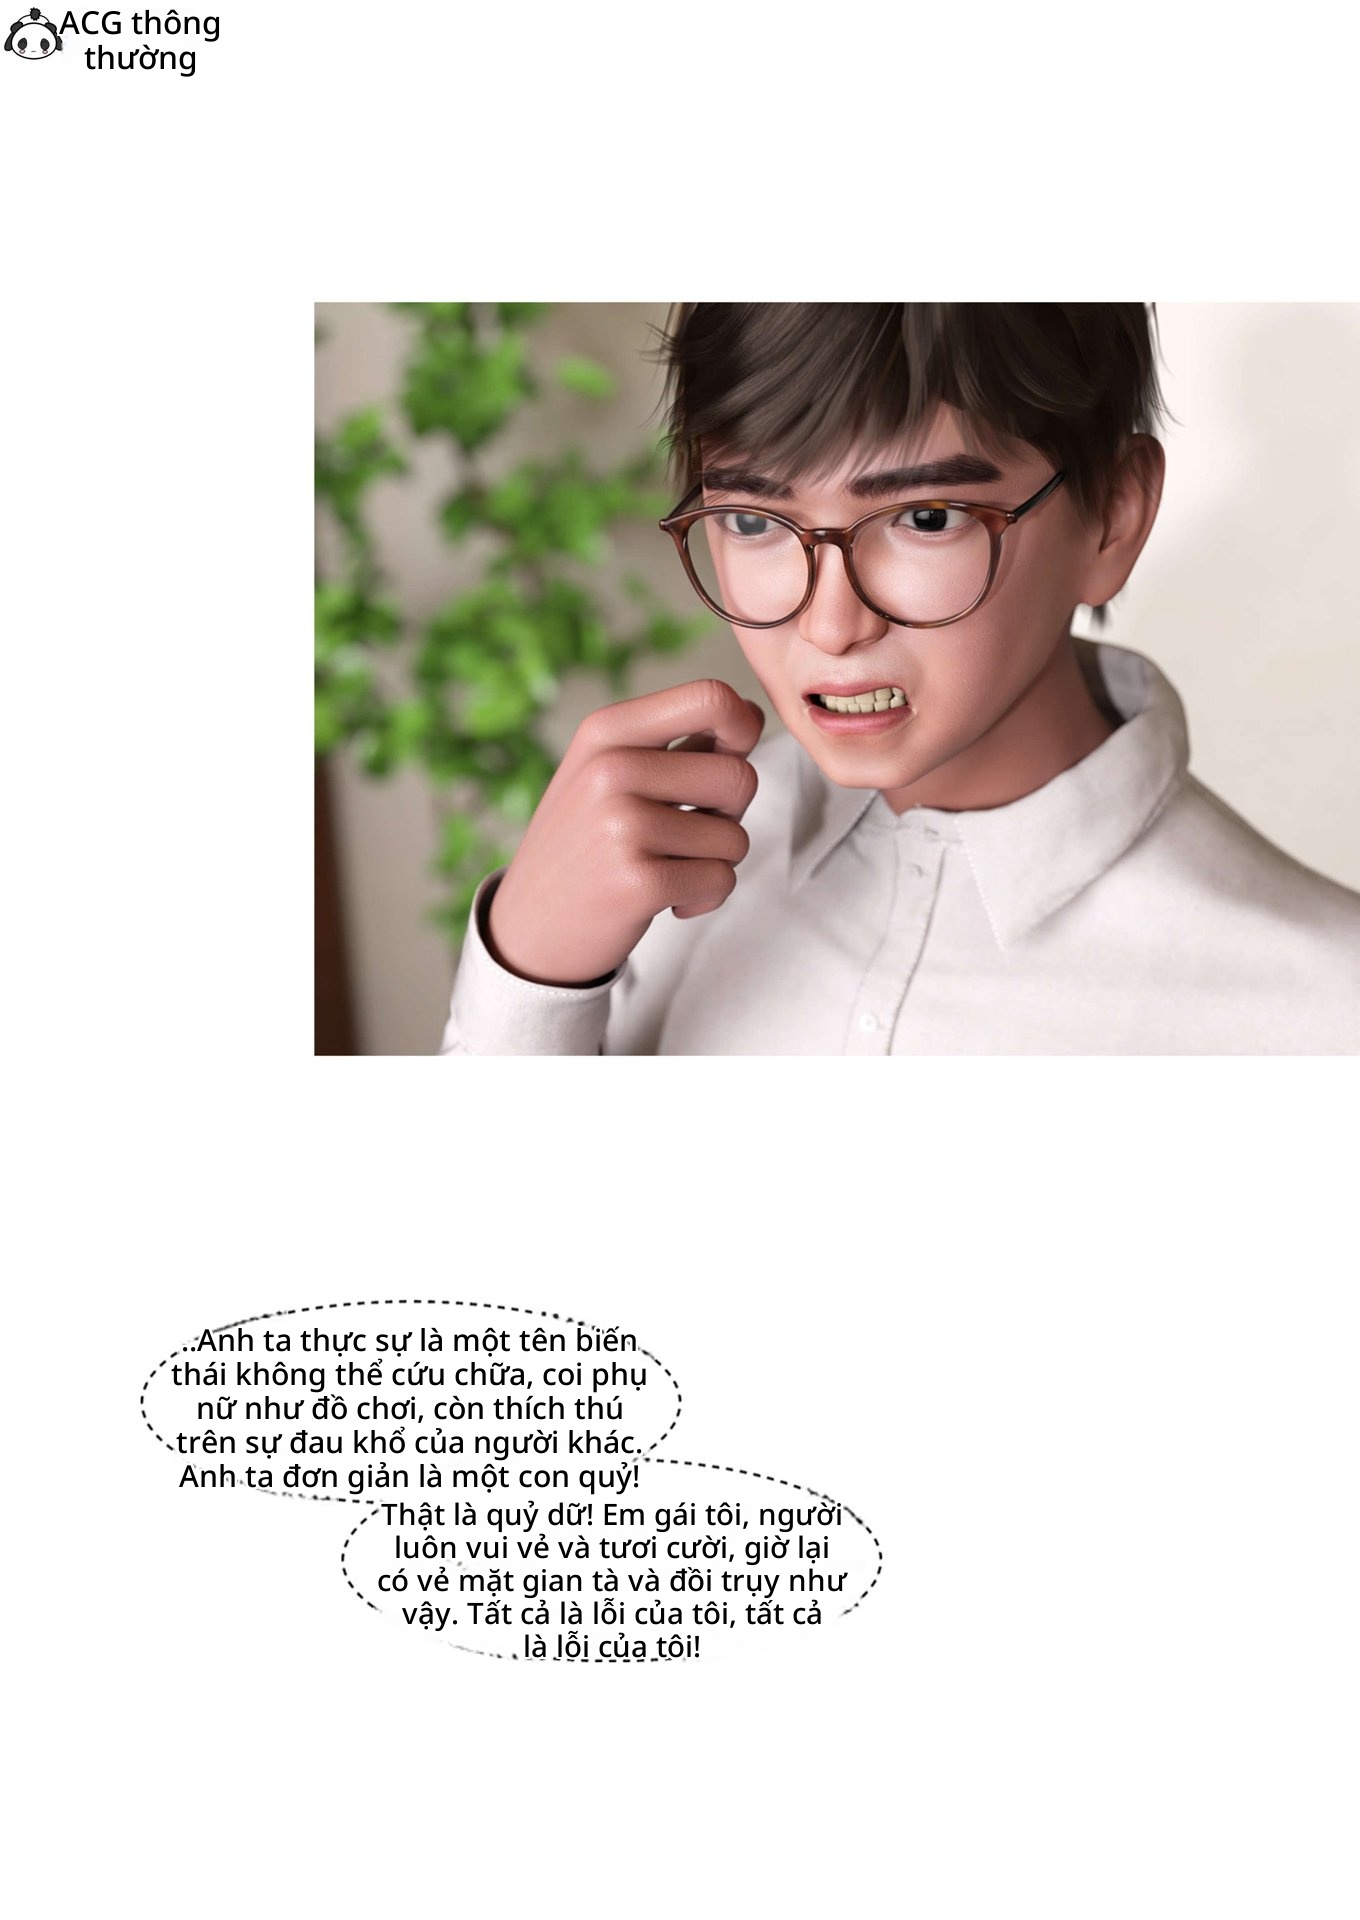 ACG thông
thường
..Anh ta thực sự là một tên biến
thái không thể cứu chữa, coi phụ
nữ như đồ chơi, còn thích thú
trên sự đau khổ của người khác.
Anh ta đơn giản là một con quỷ!
Thật là quỷ dữ! Em gái tôi, người
luôn vui vẻ và tươi cười, giờ lại
có vẻ mặt gian tà và đồi trụy như
vậy. Tất cả là lỗi của tôi, tất cả
là lỗi của tôi!